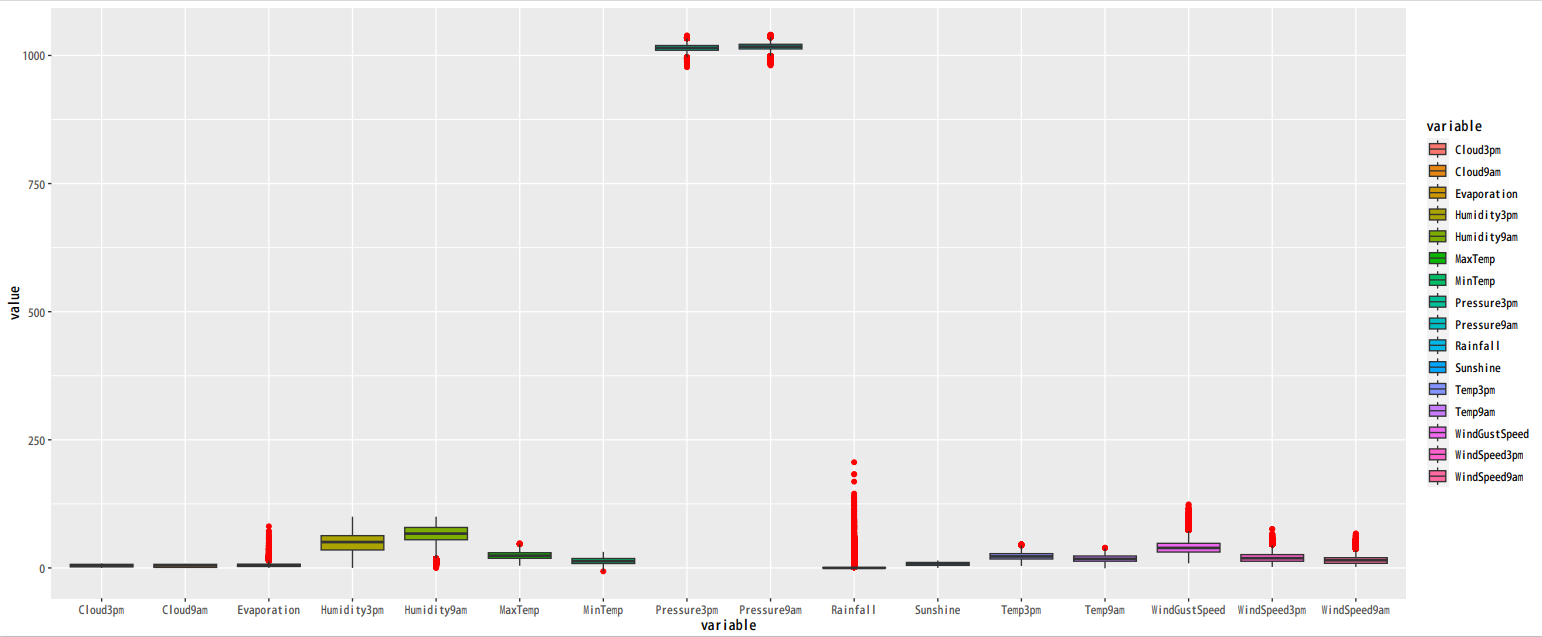 1000
750
500
250
0
value
Cloud3pm Cloud9am Evaporation Humidity3pm Humidity9am MaxTemp MinTemp Pressure3pm Pressure9am Rainfall Sunshine Temp3pm Temp9am WindGustSpeed WindSpeed3pm WindSpeed9am
variable
variable
Cloud3pm
Cloud9am
Evaporation
Humidity3pm
Humidity9am
MaxTemp
MinTemp
Pressure3pm
Pressure9am
Rainfall
Sunshine
Temp3pm
Temp9am
WindGustSpeed
WindSpeed3pm
WindSpeed9am